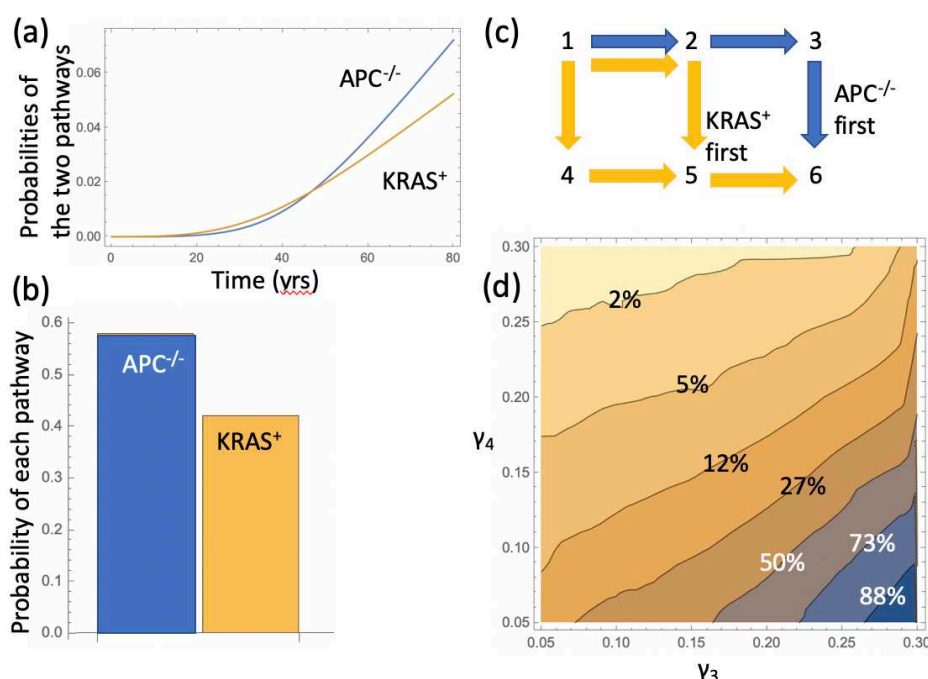 (a)
Probabilities of
the two pathways
0.06
0.04
0.02
0.00
APC-/-
KRAS+
0 20 40 60 80
Time (yrs)
(b)
Probability of each pathway
0.6
0.5
0.4
0.3
0.2
0.1
0.0
APC-/-
KRAS+
(c)
1 2 3
KRAS+
first
APC-/-
first
4 5 6
(d)
γ4
0.30
0.25
0.20
0.15
0.10
0.05
2%
5%
12%
27%
50%
73%
88%
0.05 0.10 0.15 0.20 0.25 0.30
γ3